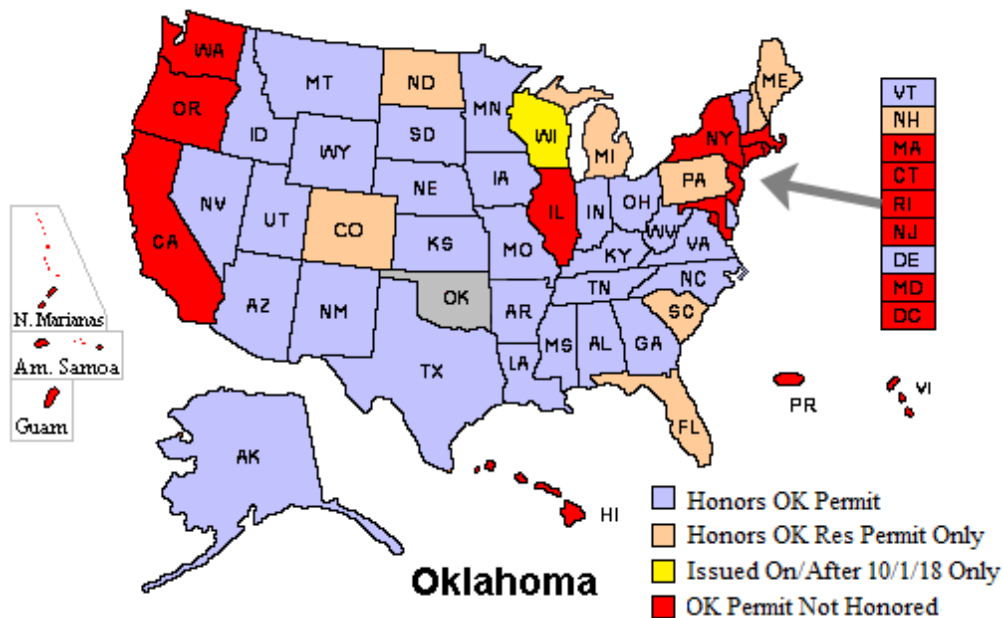 WA
MT
ND
MN
ME
OR
ID
SD
WI
MI
NY
VT
NH
MA
CT
RI
NJ
DE
MD
DC
WY
NE
IA
PA
NV
UT
CO
KS
MO
IL
IN
OH
WV
VA
KY
CA
AZ
NM
OK
AR
TN
NC
SC
TX
LA
MS
AL
GA
FL
N. Marianas
Am. Samoa
Guam
PR
VI
AK
HI
Oklahoma
Honors OK Permit
Honors OK Res Permit Only
Issued On/After 10/1/18 Only
OK Permit Not Honored